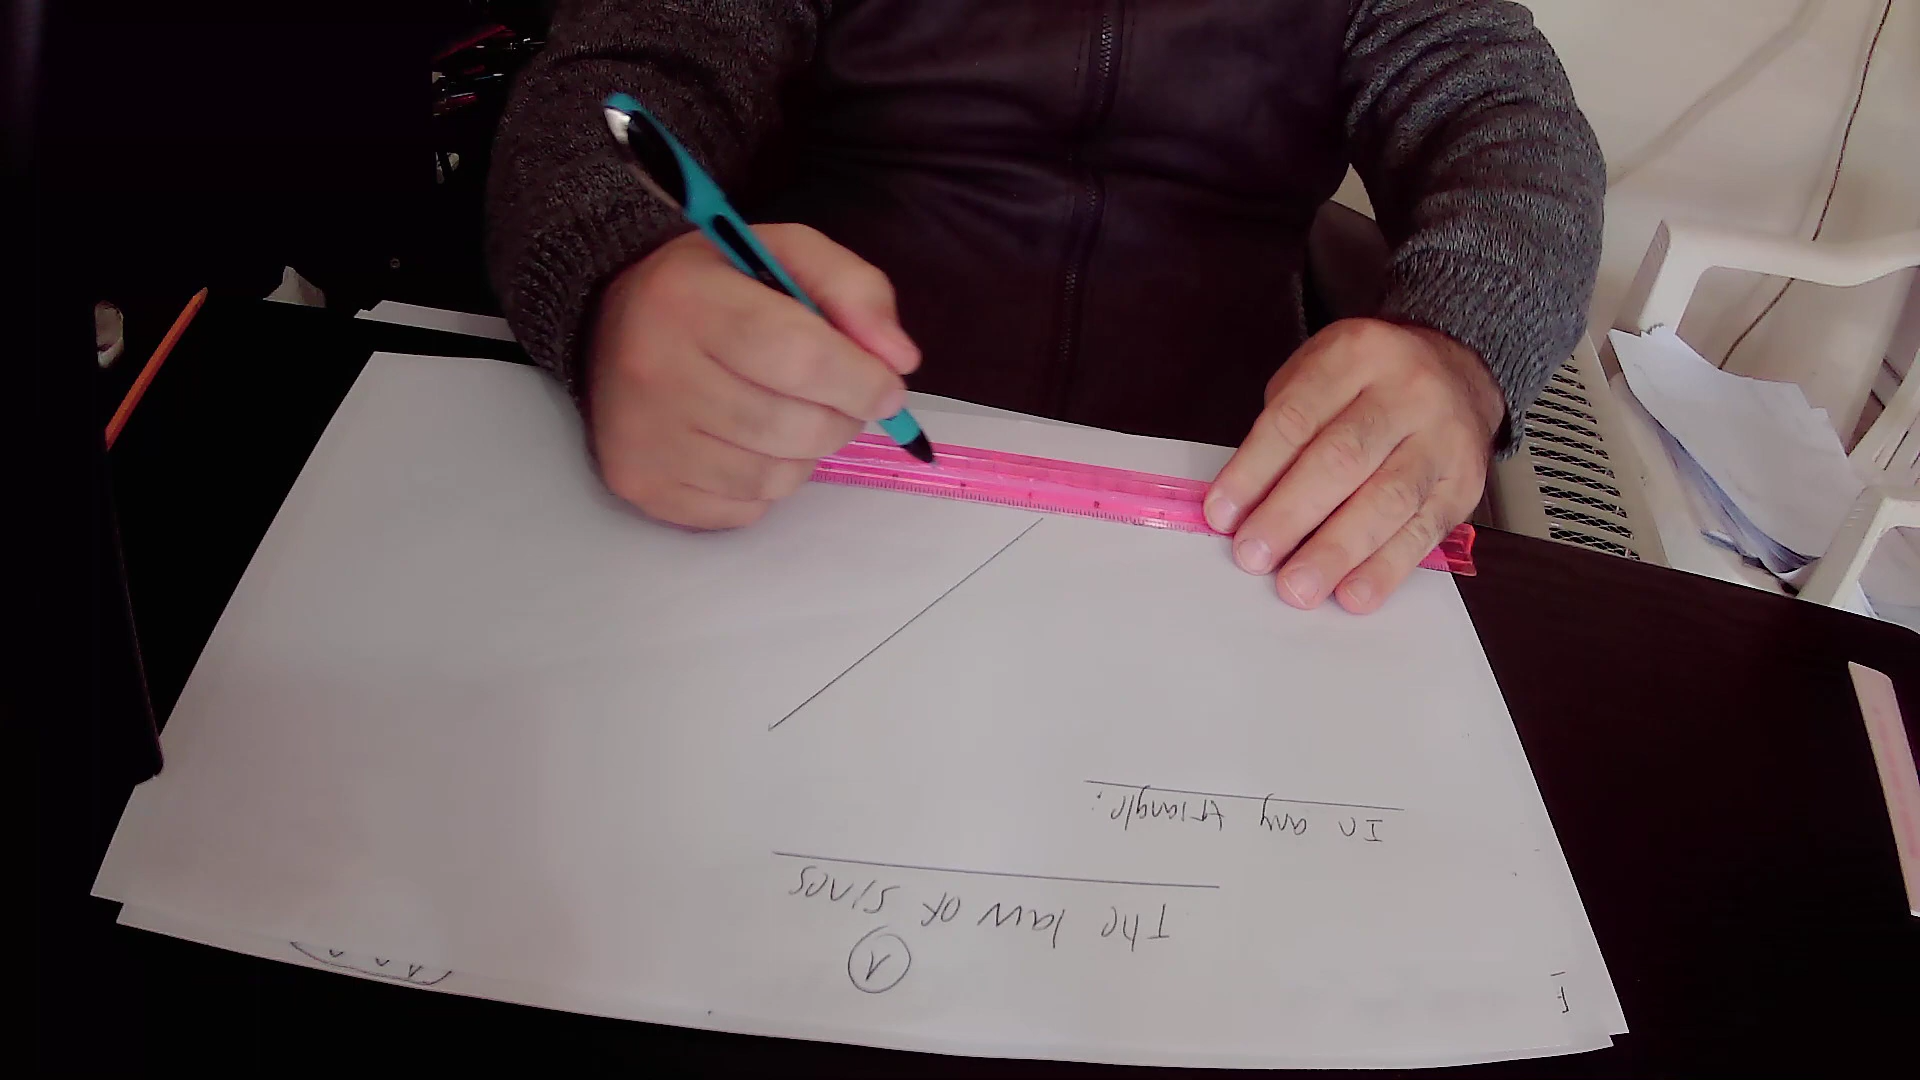 1
The law of sines
In any triangle: